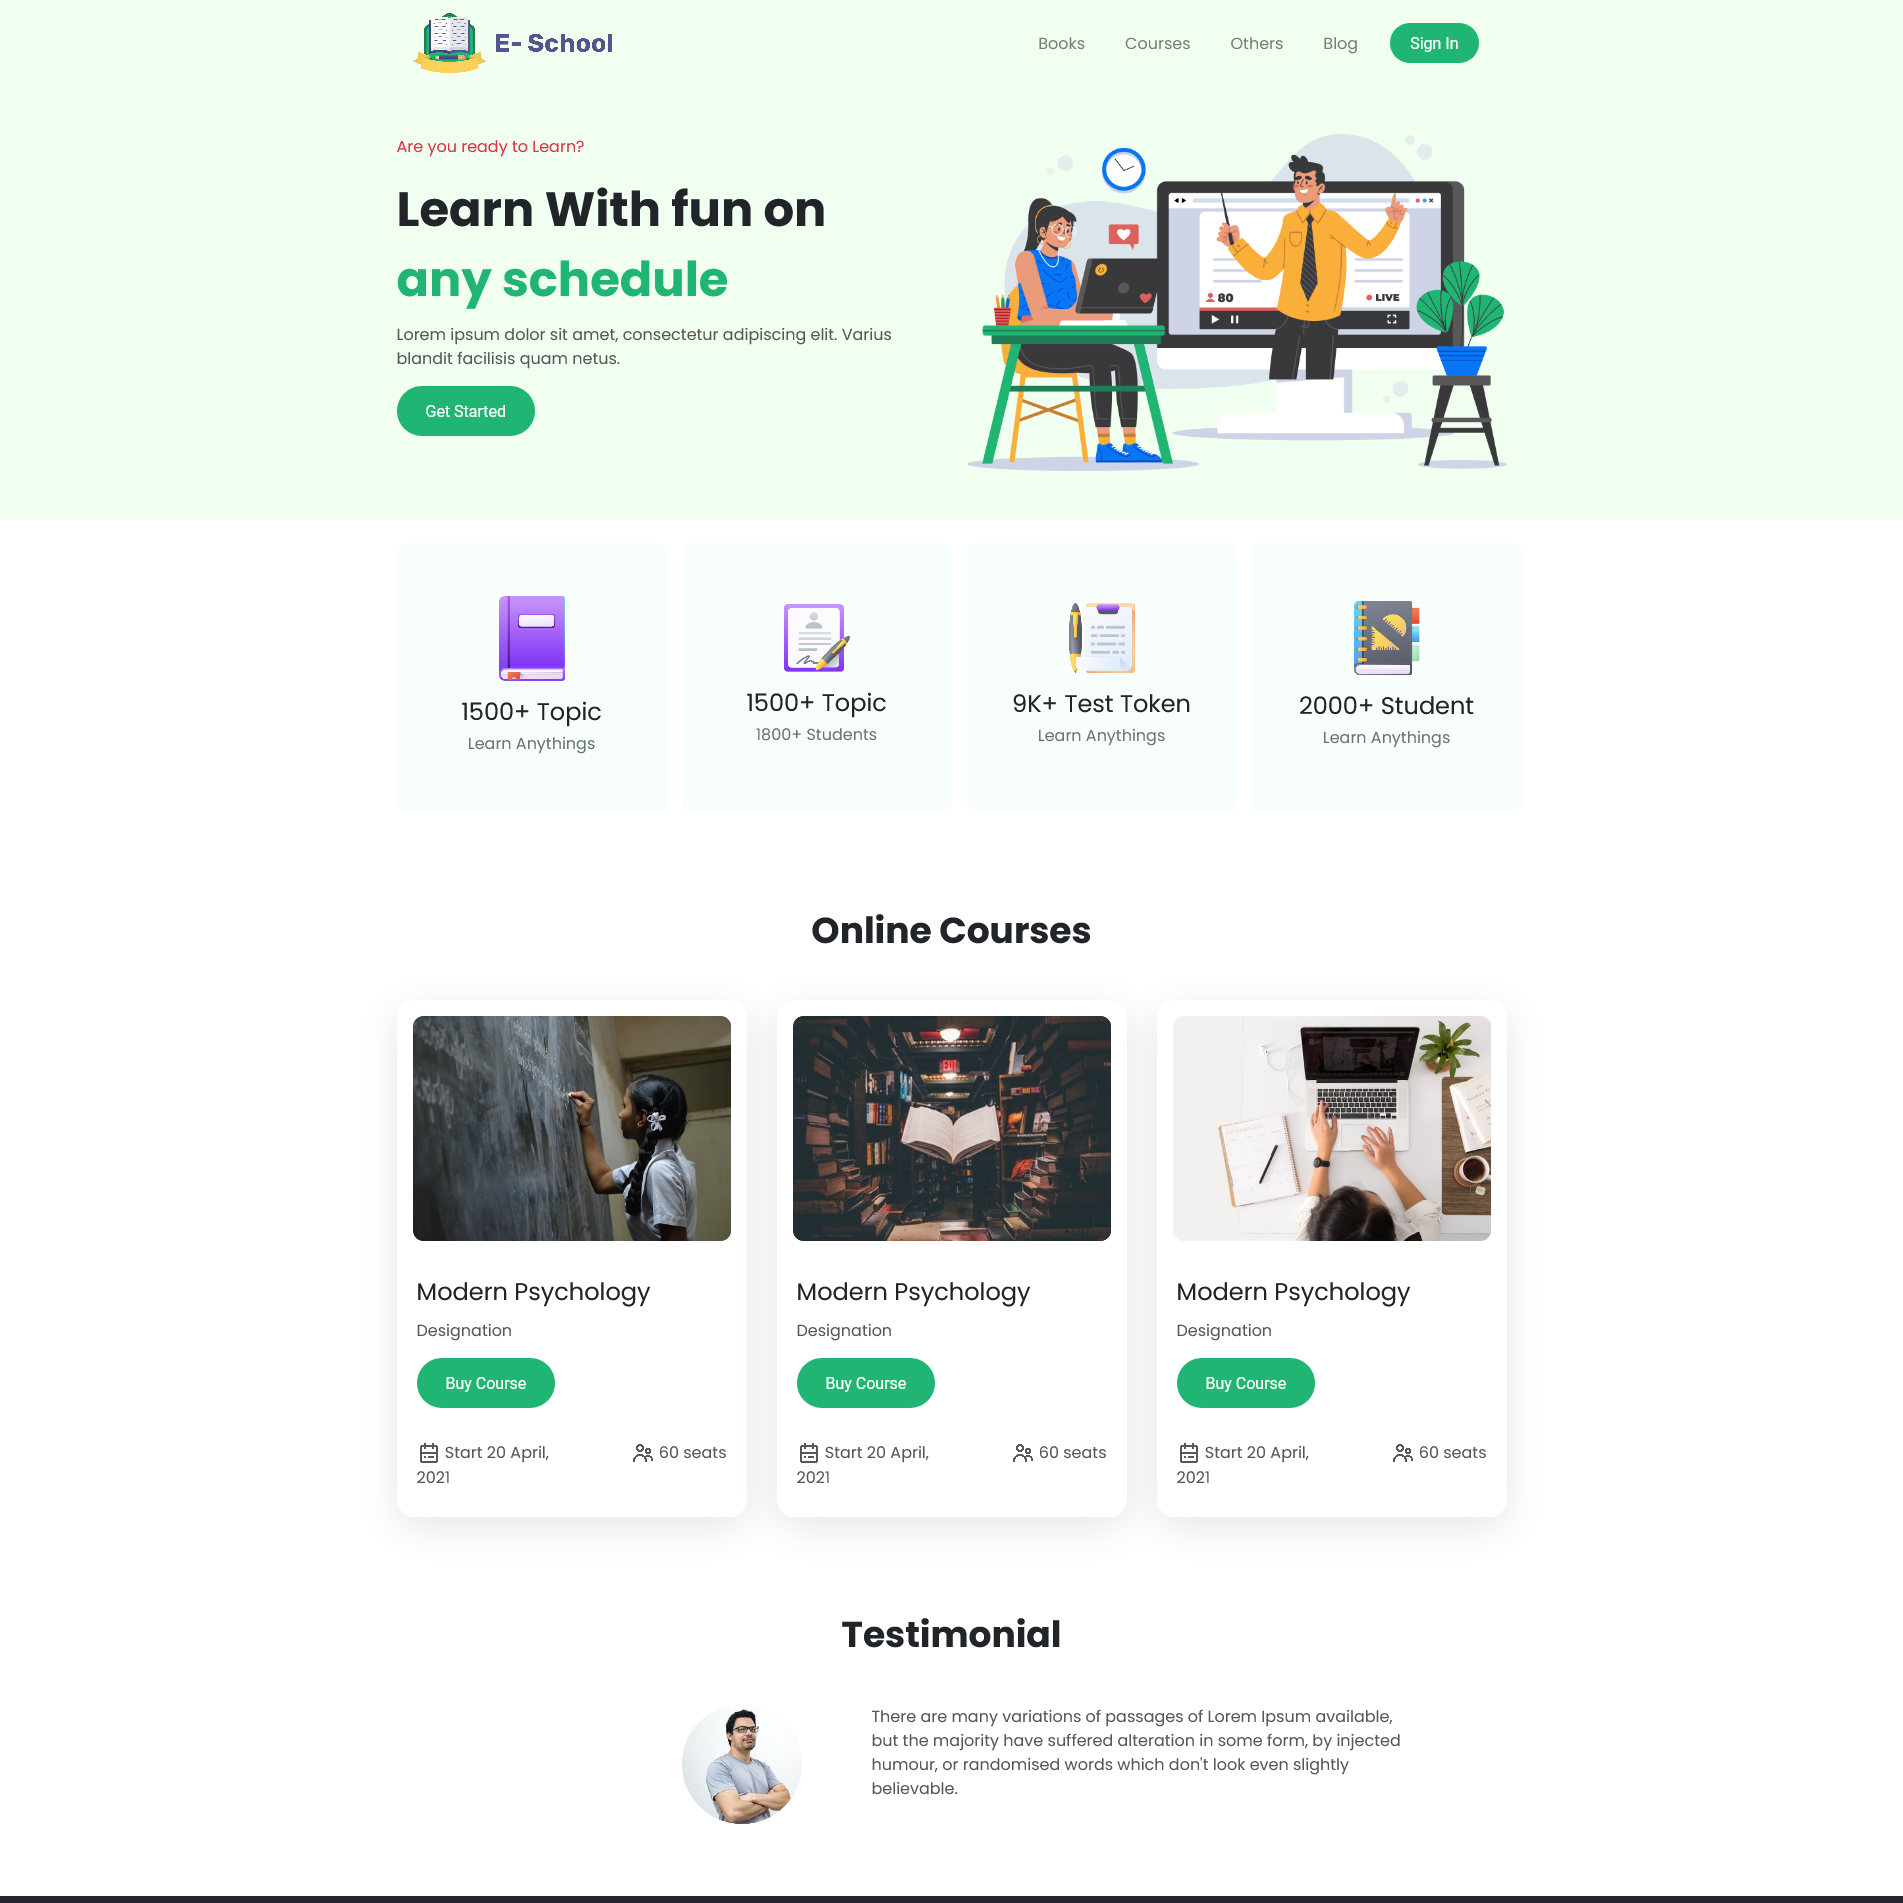 E- School
Books
Courses
Others
Blog
Sign In
Are you ready to Learn?
Learn With fun on
any schedule
Lorem ipsum dolor sit amet, consectetur adipiscing elit. Varius
blandit facilisis quam netus.
Get Started
80
LIVE
1500+ Topic
Learn Anythings
1500+ Topic
1800+ Students
9K+ Test Token
Learn Anythings
2000+ Student
Learn Anythings
Online Courses
EXIT
Modern Psychology
Designation
Buy Course
Start 20 April,
2021
60 seats
Modern Psychology
Designation
Buy Course
Start 20 April,
2021
60 seats
Modern Psychology
Designation
Buy Course
Start 20 April,
2021
60 seats
Testimonial
There are many variations of passages of Lorem Ipsum available,
but the majority have suffered alteration in some form, by injected
humour, or randomised words which don't look even slightly
believable.